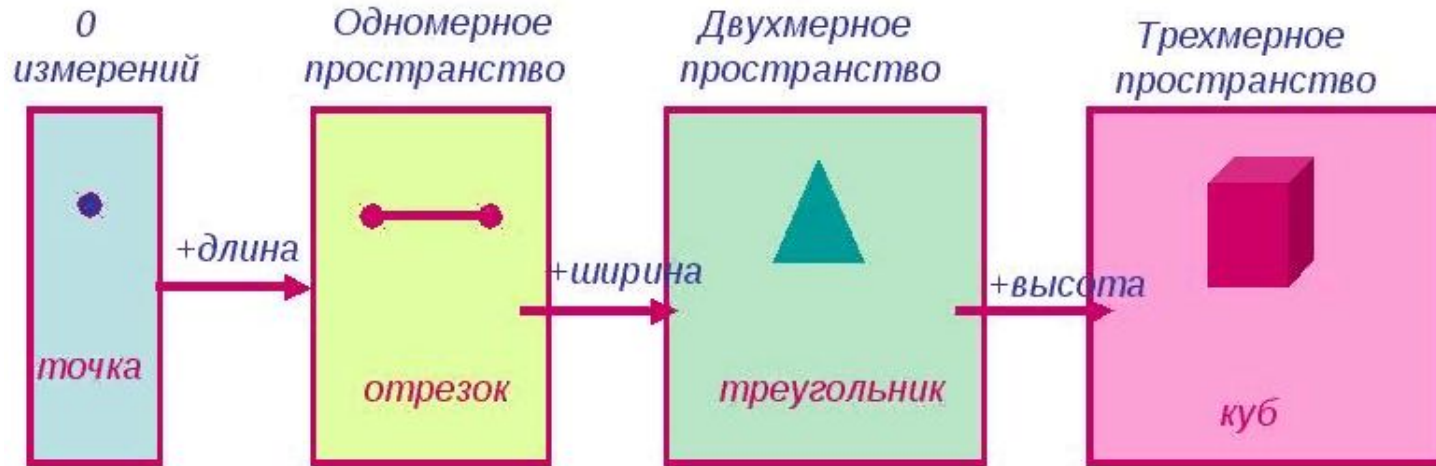 0
измерений
Одномерное
пространство
Двухмерное
пространство
Трехмерное
пространство
+длина
+ширина
+высота
точка
отрезок
треугольник
куб